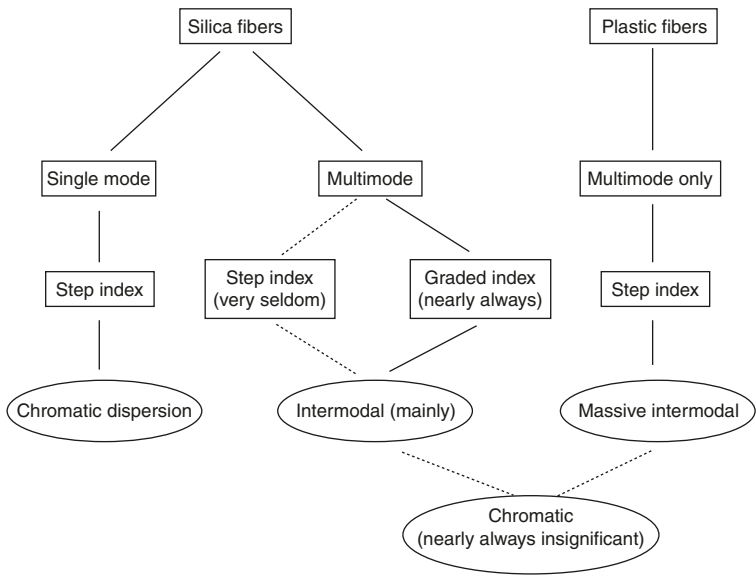 Silica fibers
Plastic fibers
Single mode
Multimode
Multimode only
Step index
Step index
(very seldom)
Graded index
(nearly always)
Step index
Chromatic dispersion
Intermodal (mainly)
Massive intermodal
Chromatic
(nearly always insignificant)